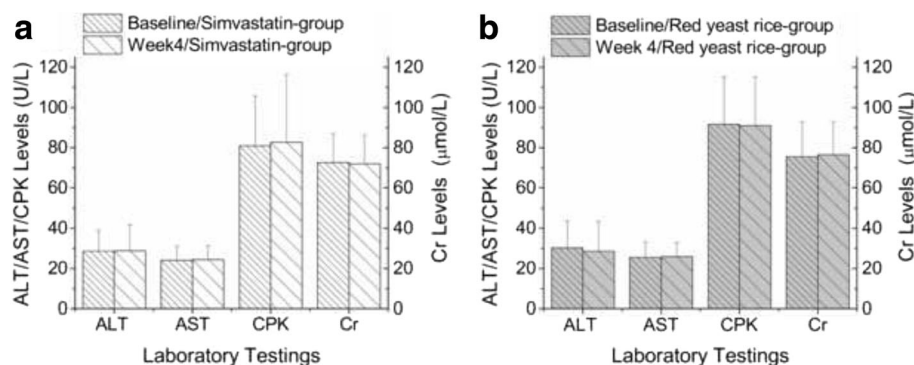 a
Baseline/Simvastatin-group
Week4/Simvastatin-group
ALT/AST/CPK Levels (U/L)
120
100
80
60
40
20
0
120
100
80
60
40
20
0
Cr Levels (μmol/L)
ALT AST CPK Cr
Laboratory Testings
b
Baseline/Red yeast rice-group
Week 4/Red yeast rice-group
ALT/AST/CPK Levels (U/L)
120
100
80
60
40
20
0
120
100
80
60
40
20
0
Cr Levels (μmol/L)
ALT AST CPK Cr
Laboratory Testings